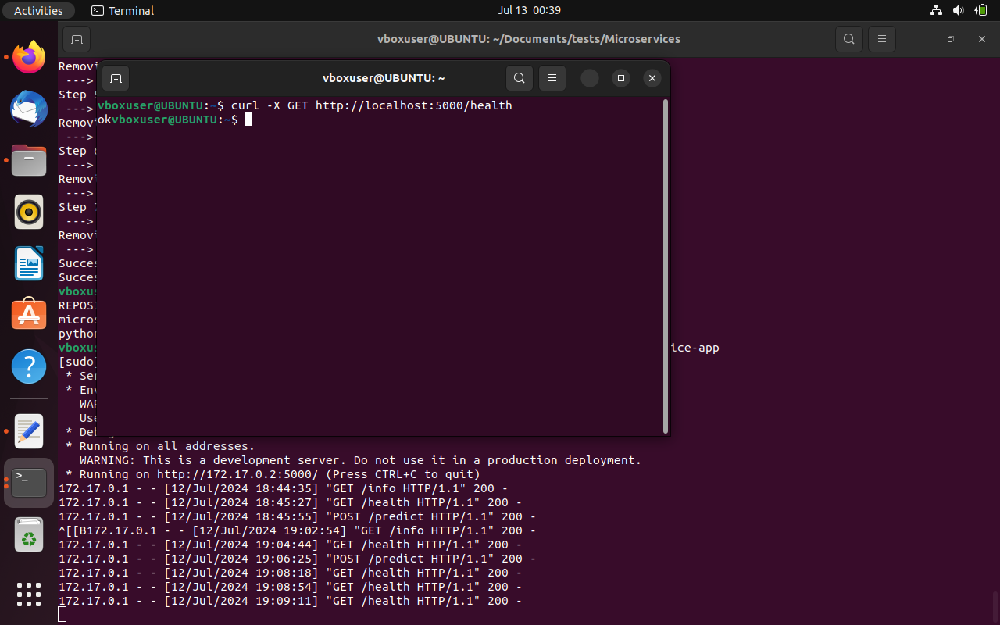 Activities
Terminal
Jul 13 00:39
vboxuser@UBUNTU: ~/Documents/tests/Microservices
vboxuser@UBUNTU: ~
vboxuser@UBUNTU:~$ curl -X GET http://localhost:5000/health
okvboxuser@UBUNTU:~$
Removi
--->
Step 5
--->
Removi
--->
Step 6
--->
Removi
--->
Step 7
--->
Removi
--->
Succes
Succes
vboxus
REPOSI
micros
python
vboxus ice-app
[sudo]
* Ser
* Env
WAR
Use
* Deb
* Running on all addresses.
WARNING: This is a development server. Do not use it in a production deployment.
* Running on http://172.17.0.2:5000/ (Press CTRL+C to quit)
172.17.0.1 - - [12/Jul/2024 18:44:35] "GET /info HTTP/1.1" 200 -
172.17.0.1 - - [12/Jul/2024 18:45:27] "GET /health HTTP/1.1" 200 -
172.17.0.1 - - [12/Jul/2024 18:45:55] "POST /predict HTTP/1.1" 200 -
^[[B172.17.0.1 - - [12/Jul/2024 19:02:54] "GET /info HTTP/1.1" 200 -
172.17.0.1 - - [12/Jul/2024 19:04:44] "GET /health HTTP/1.1" 200 -
172.17.0.1 - - [12/Jul/2024 19:06:25] "POST /predict HTTP/1.1" 200 -
172.17.0.1 - - [12/Jul/2024 19:08:18] "GET /health HTTP/1.1" 200 -
172.17.0.1 - - [12/Jul/2024 19:08:54] "GET /health HTTP/1.1" 200 -
172.17.0.1 - - [12/Jul/2024 19:09:11] "GET /health HTTP/1.1" 200 -